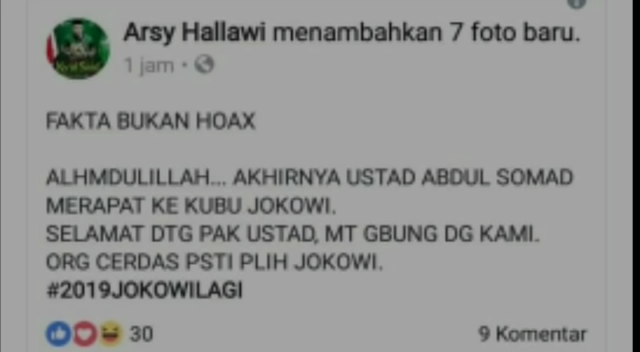 Arsy Hallawi menambahkan 7 foto baru.
1 jam
FAKTA BUKAN HOAX
ALHMDULILLAH... AKHIRNYA USTAD ABDUL SOMAD
MERAPAT KE KUBU JOKOWI.
SELAMAT DTG PAK USTAD, MT GBUNG DG KAMI.
ORG CERDAS PSTI PLIH JOKOWI.
#2019JOKOWILAGI
30
9 Komentar